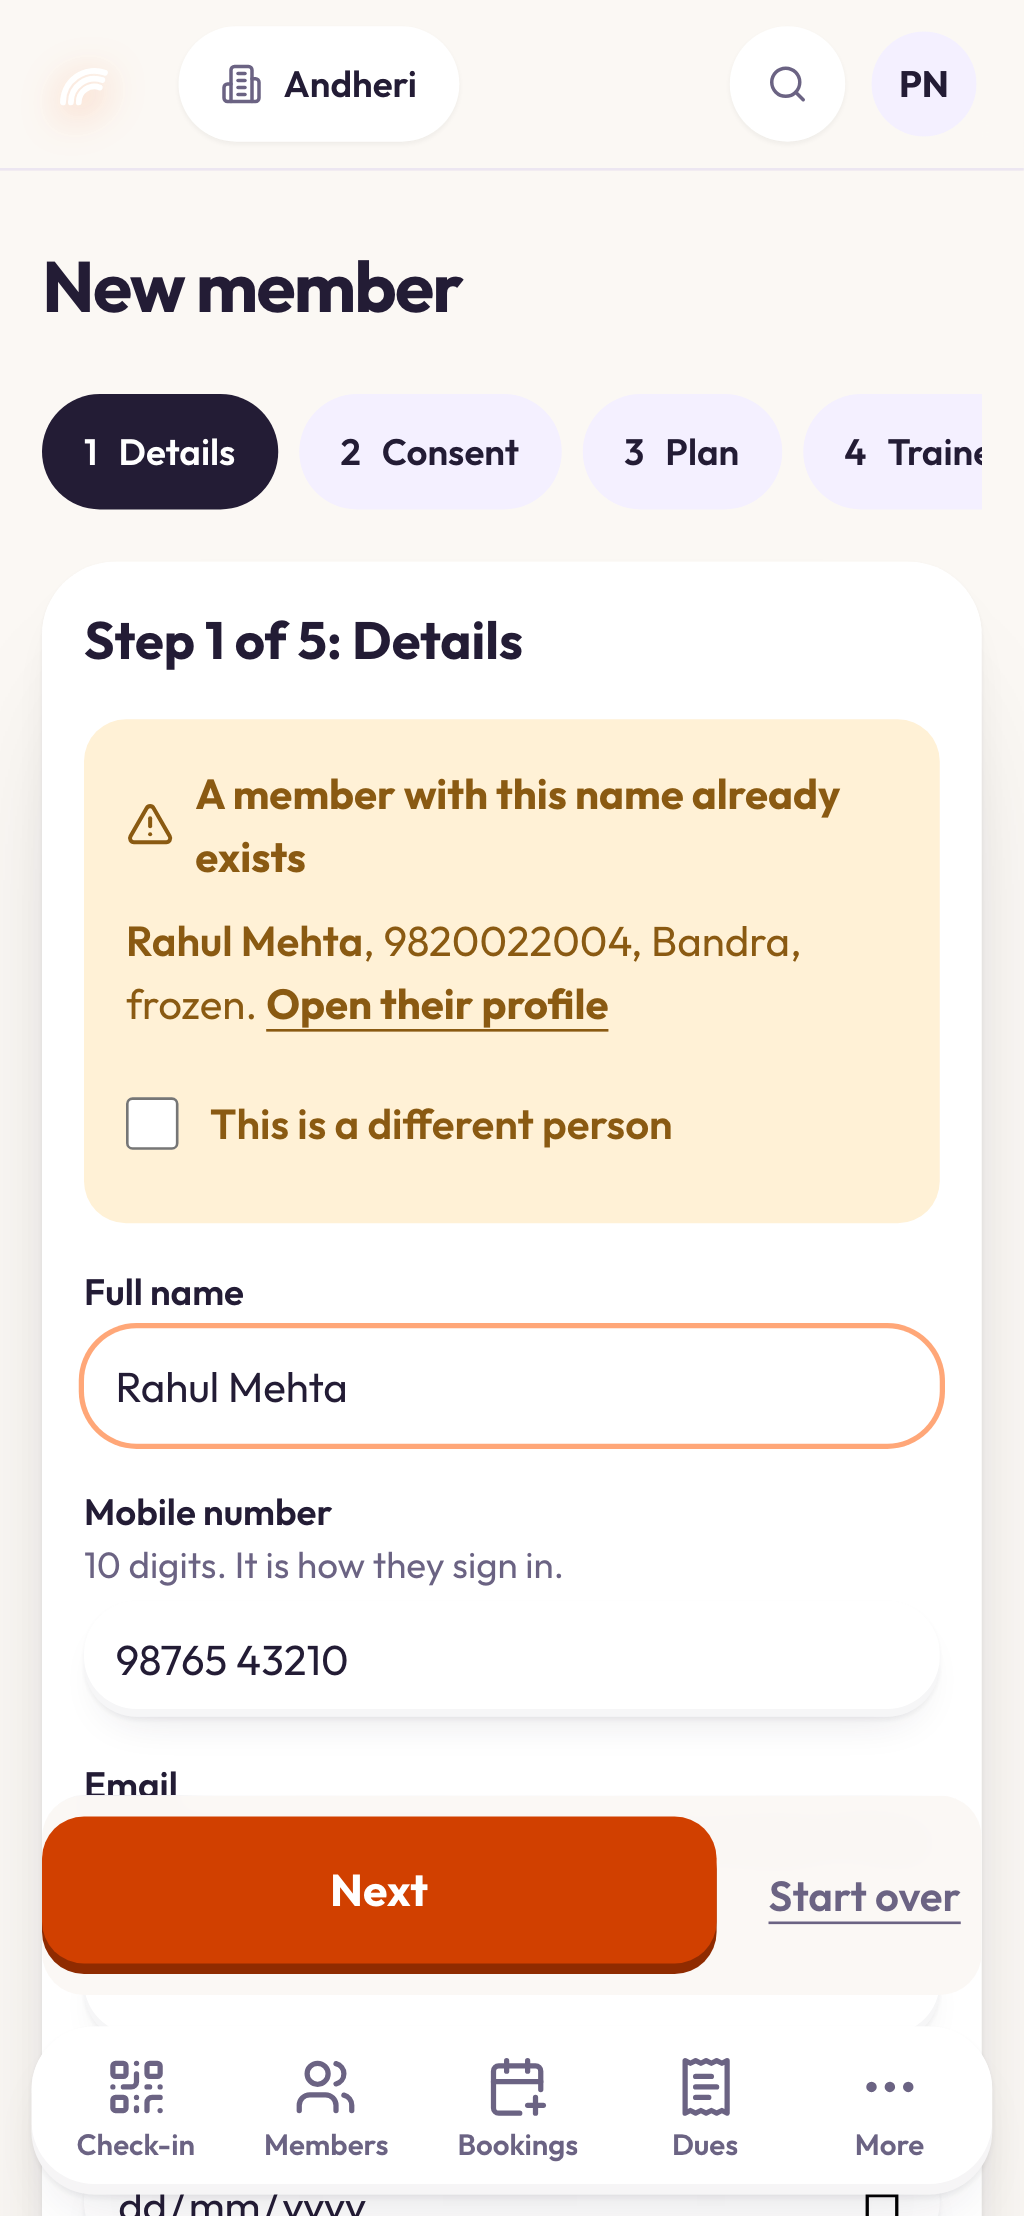 Andheri
PN
New member
1 Details
2 Consent
3 Plan
4 Traine
Step 1 of 5: Details
A member with this name already
exists
Rahul Mehta, 9820022004, Bandra,
frozen. Open their profile
This is a different person
Full name
Rahul Mehta
Mobile number
10 digits. It is how they sign in.
98765 43210
Email
Next
Start over
Check-in
Members
Bookings
Dues
More
dd/mm/yyyy